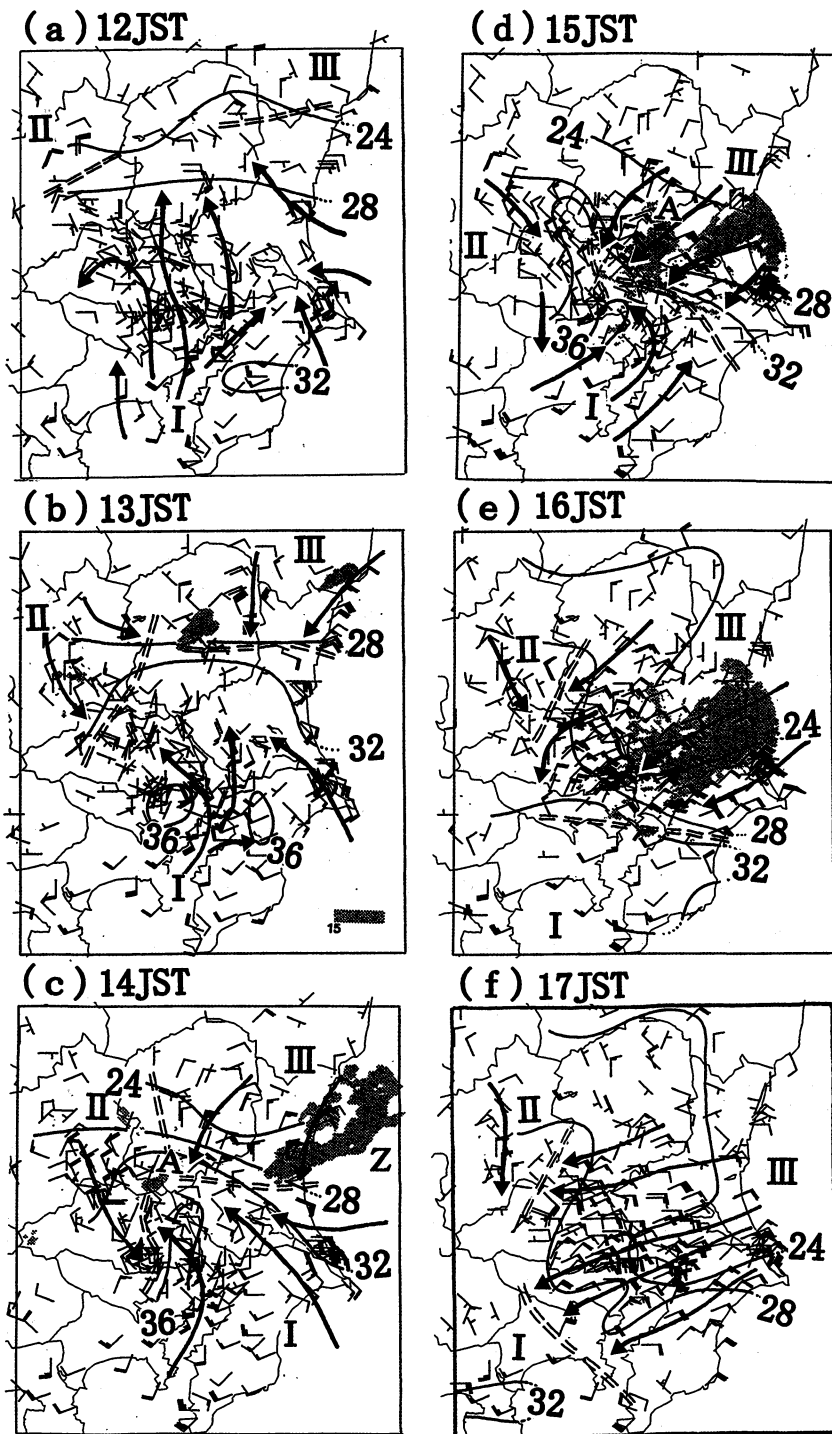 (a) 12JST
III
24
II
28
32
I
(b) 13JST
III
II
28
32
36
36
I
15
(c) 14JST
III
24
II
Z
A
28
32
36
I
(d) 15JST
24
III
A
II
28
36
32
I
(e) 16JST
III
II
24
28
32
I
(f) 17JST
II
III
24
28
I
32